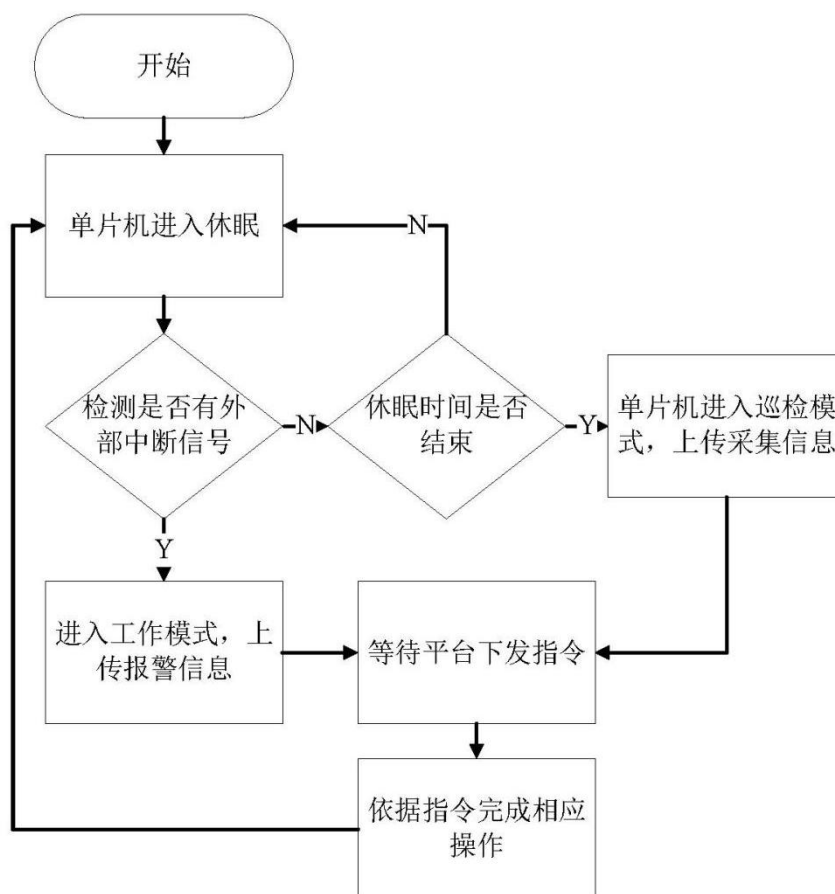 开始
单片机进入休眠
N
检测是否有外
部中断信号
N
休眠时间是否
结束
Y
单片机进入巡检模
式，上传采集信息
Y
进入工作模式，上
传报警信息
等待平台下发指令
依据指令完成相应
操作